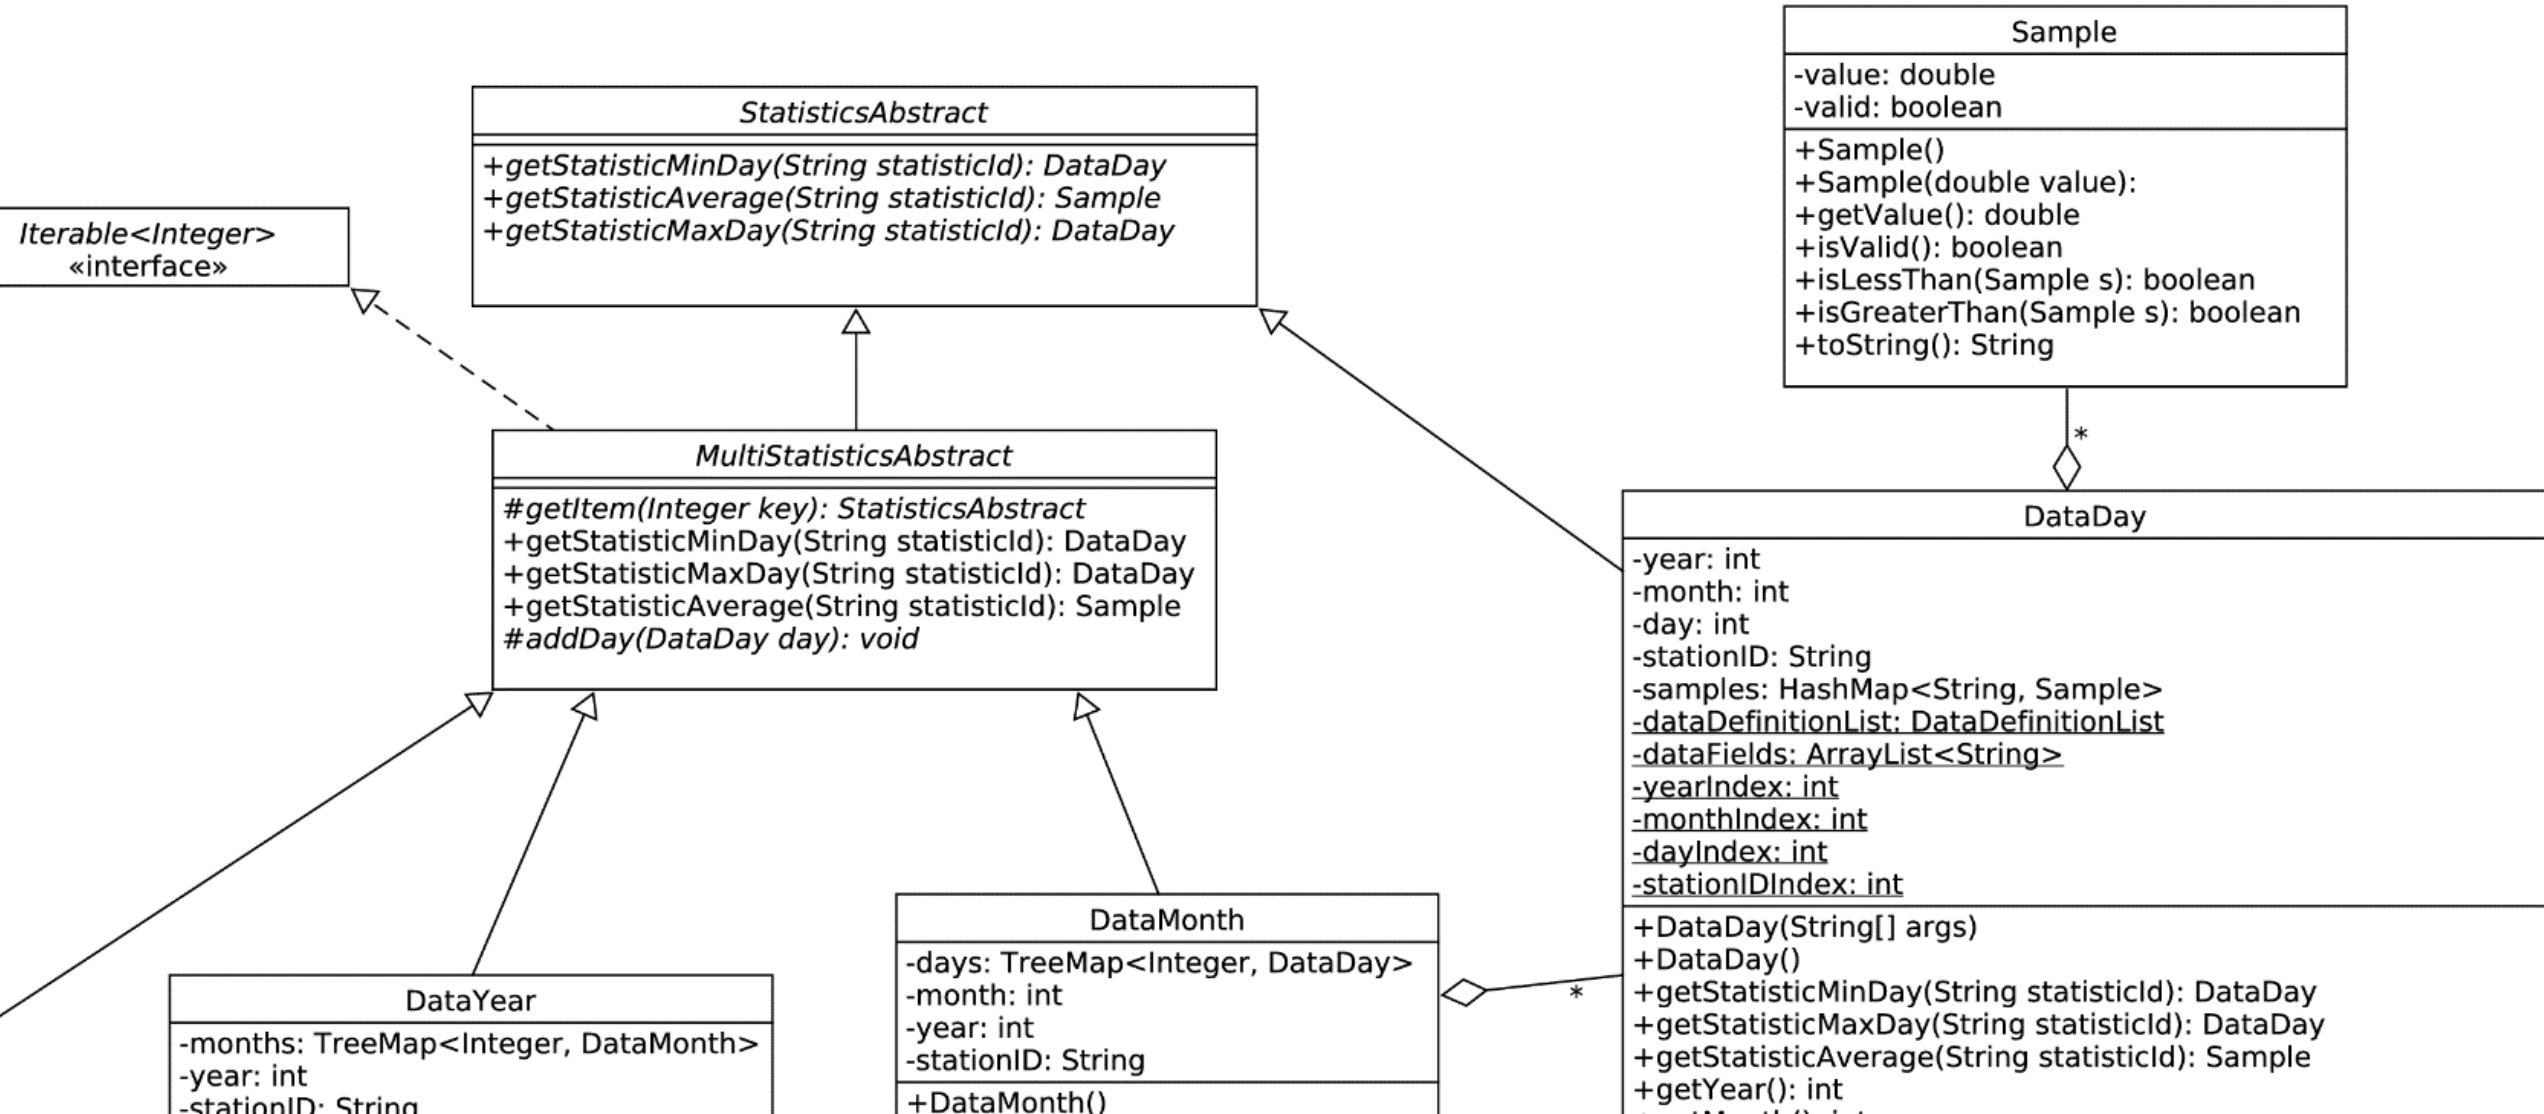 Sample
-value: double
-valid: boolean
+Sample()
+Sample(double value):
+getValue(): double
+isValid(): boolean
+isLessThan(Sample s): boolean
+isGreaterThan(Sample s): boolean
+toString(): String
StatisticsAbstract
+getStatisticMinDay(String statisticId): DataDay
+getStatisticAverage(String statisticId): Sample
+getStatisticMaxDay(String statisticId): DataDay
Iterable<Integer>
«interface»
MultiStatisticsAbstract
#getItem(Integer key): StatisticsAbstract
+getStatisticMinDay(String statisticId): DataDay
+getStatisticMaxDay(String statisticId): DataDay
+getStatisticAverage(String statisticId): Sample
#addDay(DataDay day): void
*
DataDay
-year: int
-month: int
-day: int
-stationID: String
-samples: HashMap<String, Sample>
-dataDefinitionList: DataDefinitionList
-dataFields: ArrayList<String>
-yearIndex: int
-monthIndex: int
-dayIndex: int
-stationIDIndex: int
+DataDay(String[] args)
+DataDay()
+getStatisticMinDay(String statisticId): DataDay
+getStatisticMaxDay(String statisticId): DataDay
+getStatisticAverage(String statisticId): Sample
+getYear(): int
*
DataMonth
-days: TreeMap<Integer, DataDay>
-month: int
-year: int
-stationID: String
+DataMonth()
DataYear
-months: TreeMap<Integer, DataMonth>
-year: int
-stationID: String